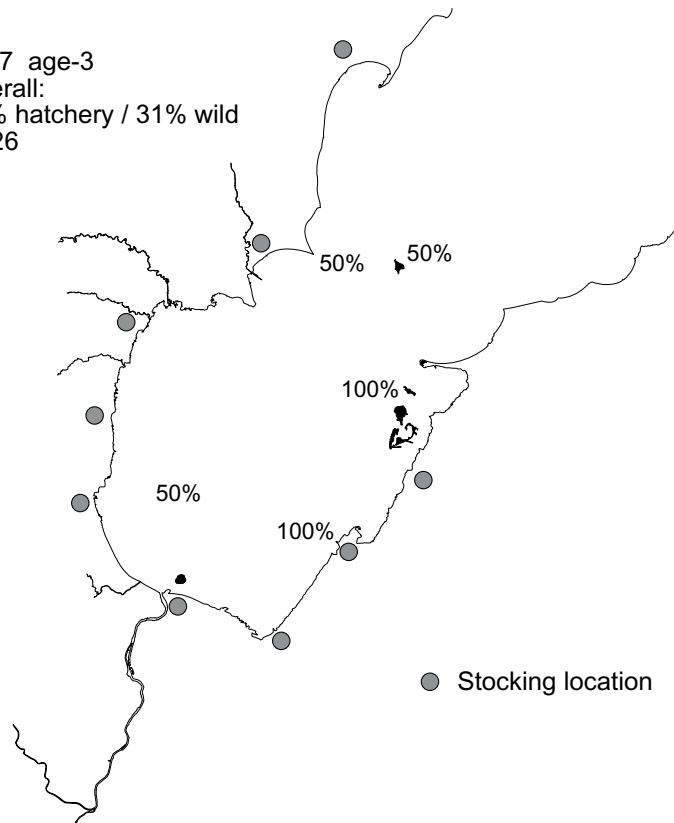 7 age-3
erall:
% hatchery / 31% wild
26
50%
50%
100%
50%
100%
Stocking location